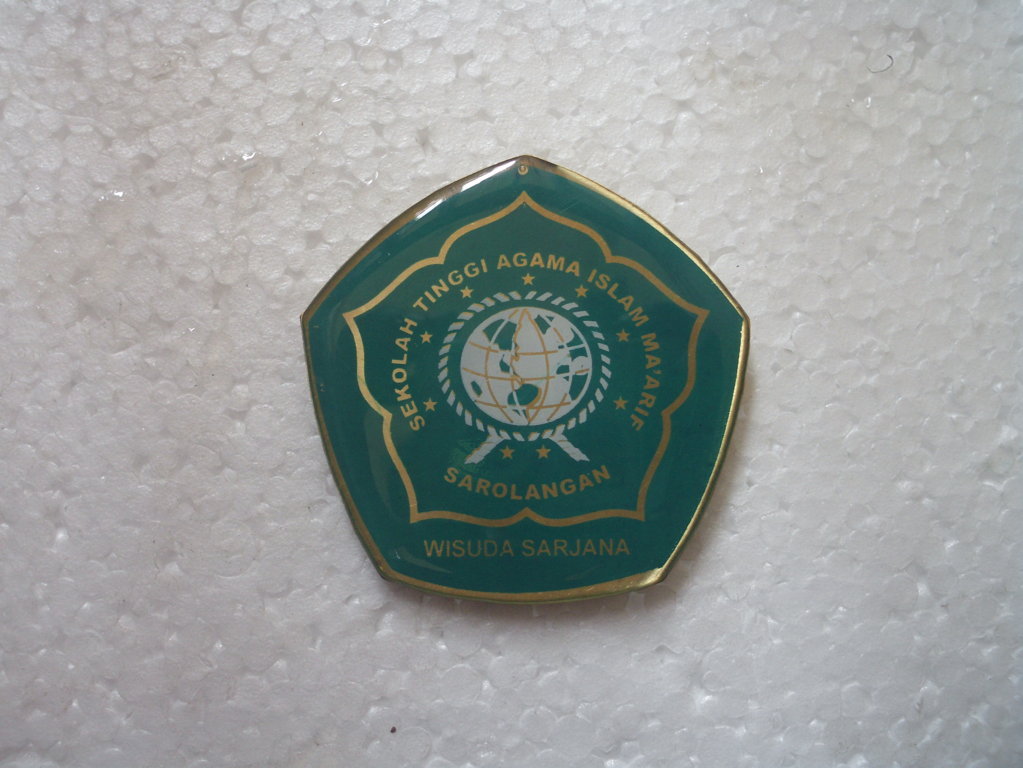 SEKOLAH TINGGI AGAMA ISLAM MA'ARIF
SAROLANGAN
WISUDA SARJANA